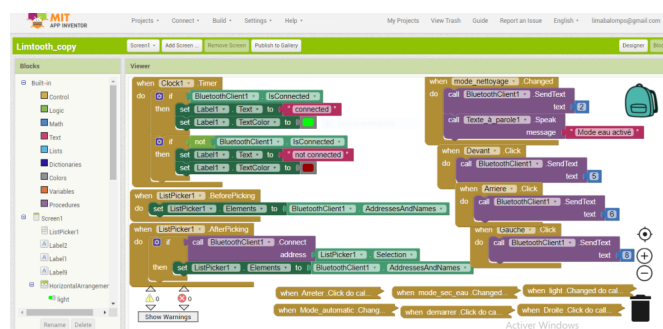 MIT
APP INVENTOR
Projects Connect Build Settings Help My Projects View Trash Guide Report an Issue English limabalompo@gmail.com
Limtooth_copy Screen1 Add Screen ... Remove Screen Publish to Gallery Designer Blo
Blocks Viewer
Built-in
Control
Logic
Math
Text
Lists
Dictionaries
Colors
Variables
Procedures
Screen1
ListPicker1
Label2
Label1
Label9
HorizontalArrangemer
light
Rename Delete
when Clock1 Timer
do if BluetoothClient1 IsConnected
then set Label1 Text to " connected "
set Label1 TextColor to
if not BluetoothClient1 IsConnected
then set Label1 Text to " not connected "
set Label1 TextColor to
when ListPicker1 BeforePicking
do set ListPicker1 Elements to BluetoothClient1 AddressesAndNames
when ListPicker1 AfterPicking
do if call BluetoothClient1 Connect
address ListPicker1 Selection
then set ListPicker1 Elements to BluetoothClient1 AddressesAndNames
0 0
Show Warnings
when mode_nettoyage Changed
do call BluetoothClient1 SendText
text 2
call Texte_à_parole1 Speak
message " Mode eau activé "
when Devant Click
do call BluetoothClient1 SendText
text 5
when Arriere Click
do call BluetoothClient1 SendText
text 6
when Gauche Click
do call BluetoothClient1 SendText
text 8
when Arreter Click do cal... when mode_sec_eau Changed... when light Changed do cal...
when Mode_automatic Chang... when demarrer Click do ca... when Droite Click do cal...
Activer Windows